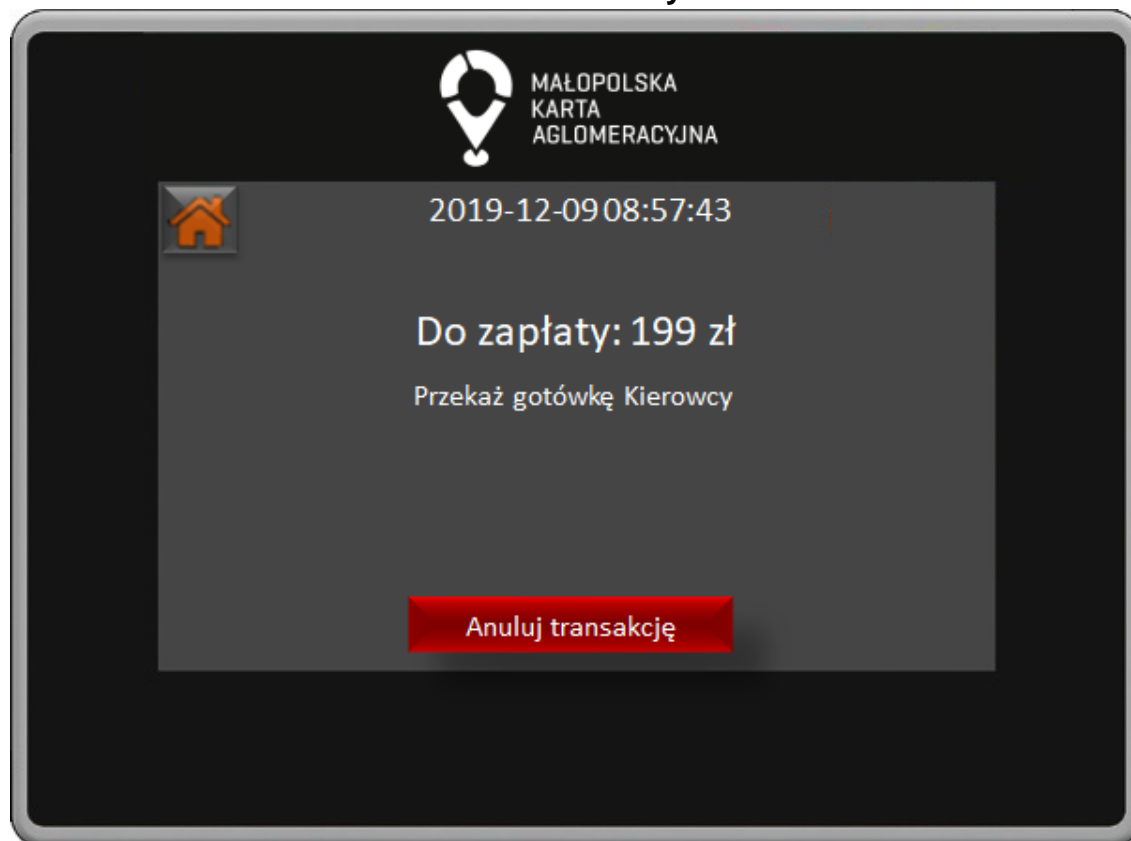 MAŁOPOLSKA
KARTA
AGLOMERACYJNA
2019-12-09 08:57:43
Do zapłaty: 199 zł
Przekaż gotówkę Kierowcy
Anuluj transakcję